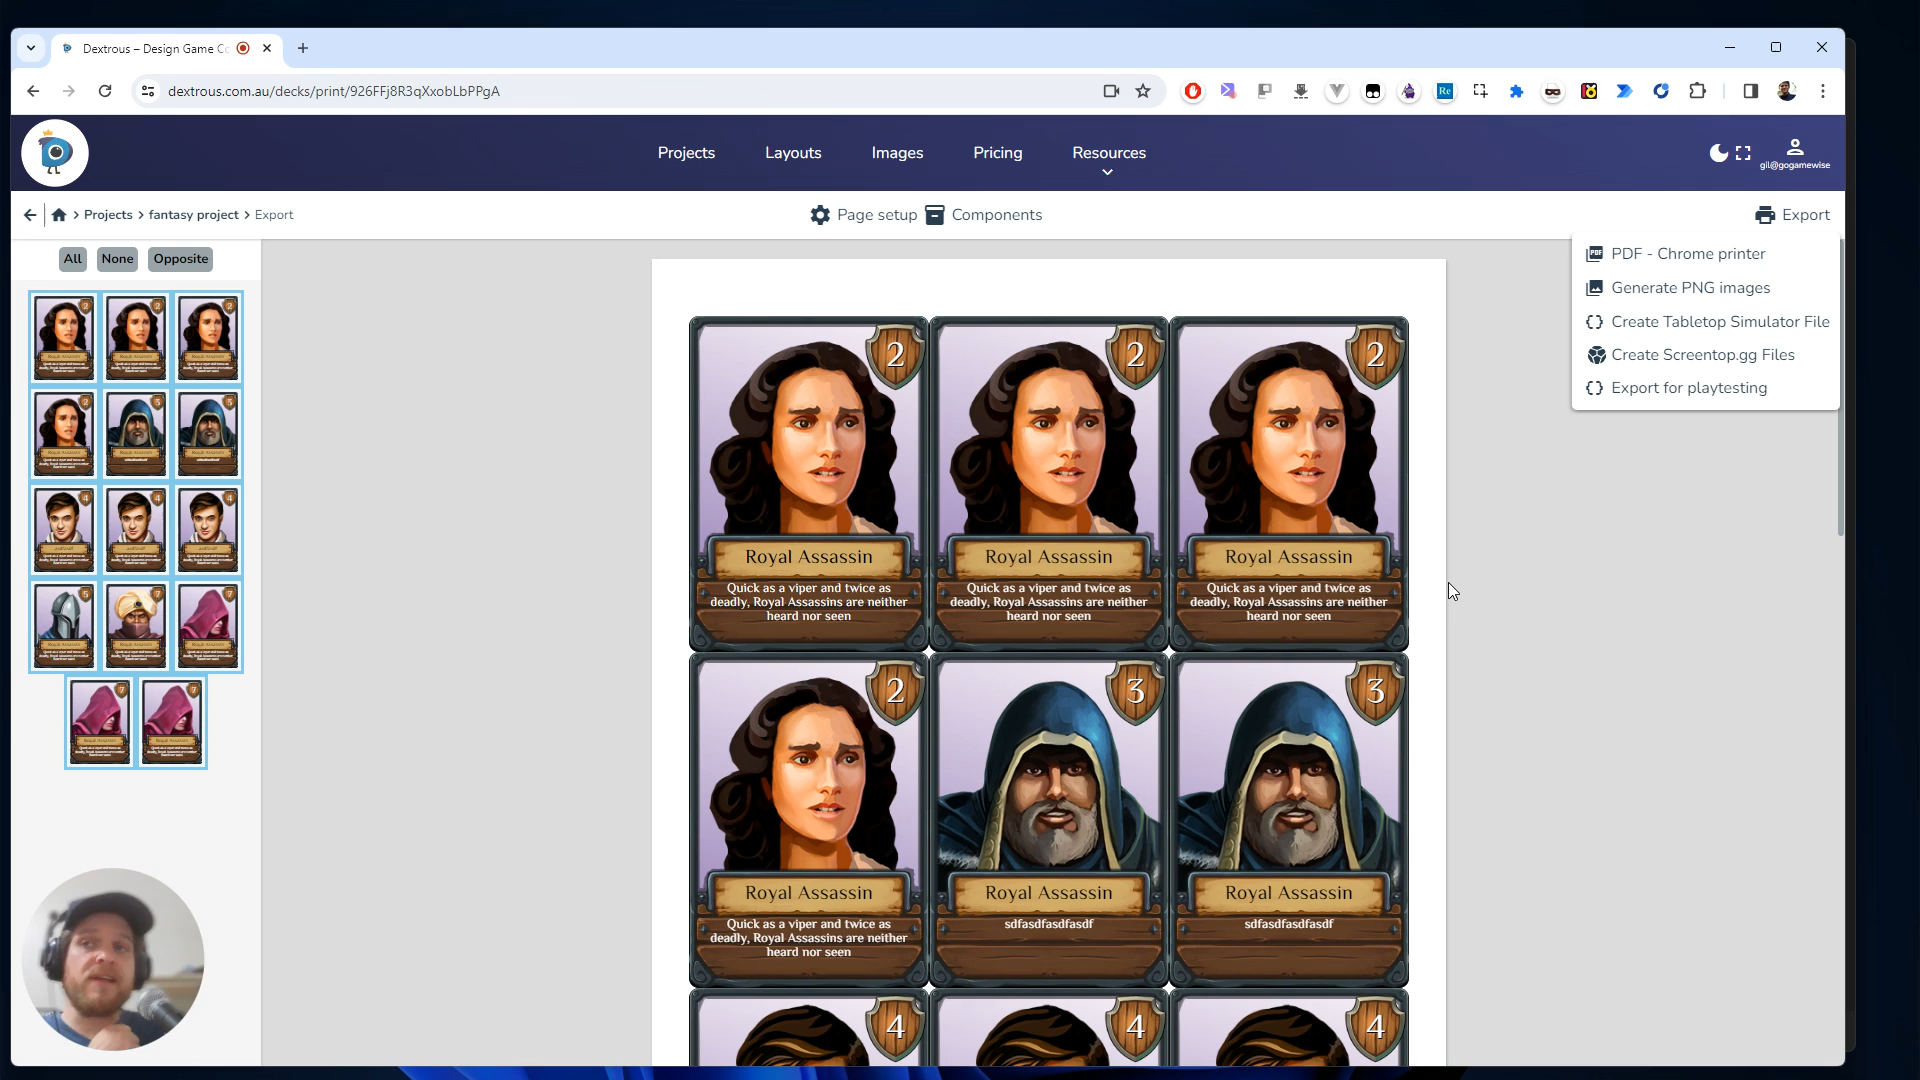 Dextrous – Design Game Co
dextrous.com.au/decks/print/926FFj8R3qXxobLbPPgA
Projects
Layouts
Images
Pricing
Resources
gil@gogamewise
Projects
fantasy project
Export
Page setup
Components
Export
All
None
Opposite
PDF - Chrome printer
Generate PNG images
Create Tabletop Simulator File
Create Screentop.gg Files
Export for playtesting
2
2
2
Royal Assassin
Royal Assassin
Royal Assassin
Quick as a viper and twice as
deadly, Royal Assassins are neither
heard nor seen
Quick as a viper and twice as
deadly, Royal Assassins are neither
heard nor seen
Quick as a viper and twice as
deadly, Royal Assassins are neither
heard nor seen
2
3
3
Royal Assassin
Royal Assassin
Royal Assassin
Quick as a viper and twice as
deadly, Royal Assassins are neither
heard nor seen
sdfasdfasdfasdf
sdfasdfasdfasdf
4
4
4